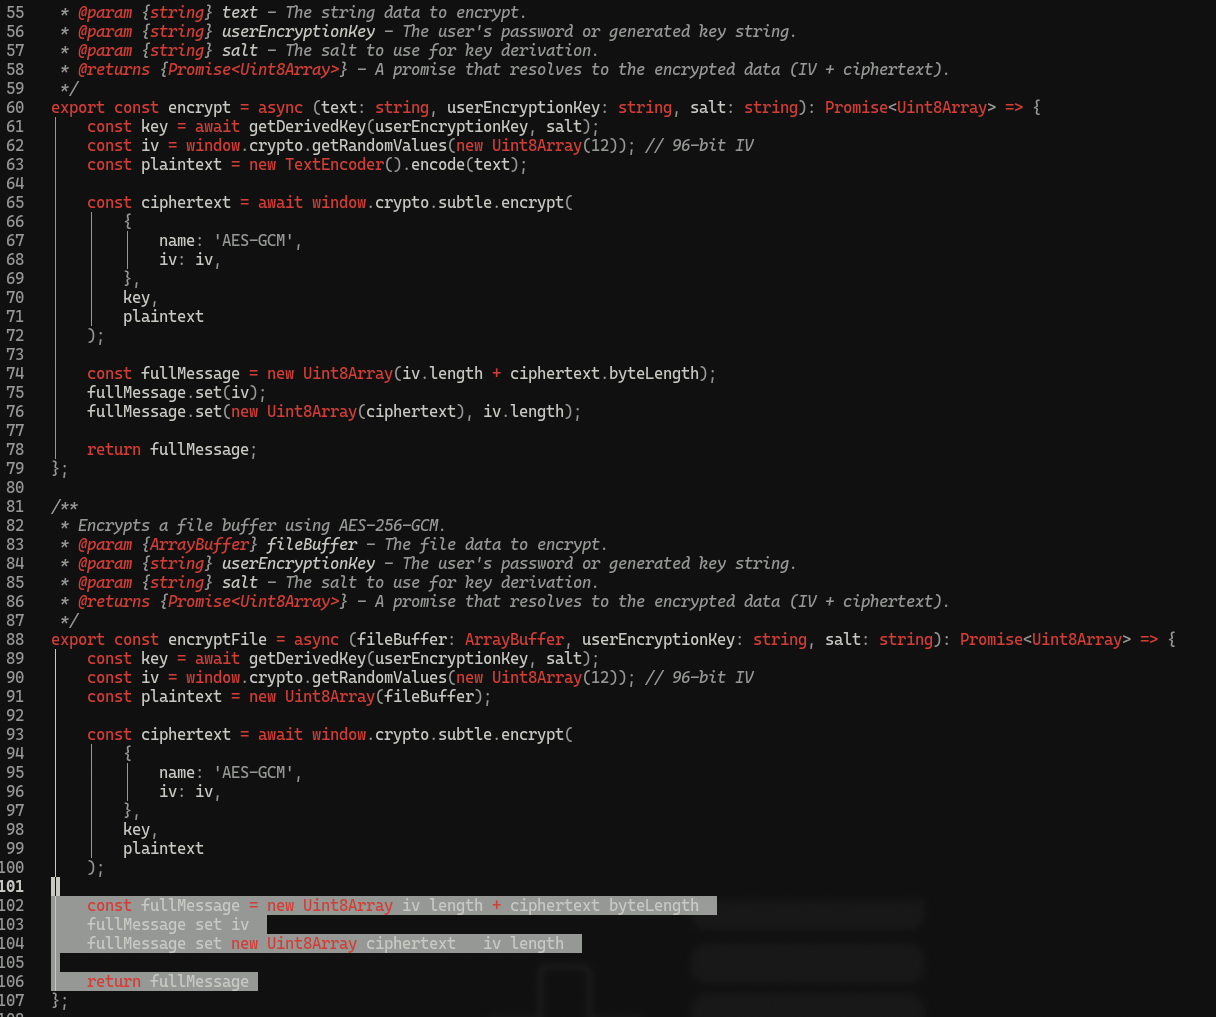 55 * @param {string} text - The string data to encrypt.
56 * @param {string} userEncryptionKey - The user's password or generated key string.
57 * @param {string} salt - The salt to use for key derivation.
58 * @returns {Promise<Uint8Array>} - A promise that resolves to the encrypted data (IV + ciphertext).
59 */
60 export const encrypt = async (text: string, userEncryptionKey: string, salt: string): Promise<Uint8Array> => {
61 const key = await getDerivedKey(userEncryptionKey, salt);
62 const iv = window.crypto.getRandomValues(new Uint8Array(12)); // 96-bit IV
63 const plaintext = new TextEncoder().encode(text);
64
65 const ciphertext = await window.crypto.subtle.encrypt(
66 {
67 name: 'AES-GCM',
68 iv: iv,
69 },
70 key,
71 plaintext
72 );
73
74 const fullMessage = new Uint8Array(iv.length + ciphertext.byteLength);
75 fullMessage.set(iv);
76 fullMessage.set(new Uint8Array(ciphertext), iv.length);
77
78 return fullMessage;
79 };
80
81 /**
82 * Encrypts a file buffer using AES-256-GCM.
83 * @param {ArrayBuffer} fileBuffer - The file data to encrypt.
84 * @param {string} userEncryptionKey - The user's password or generated key string.
85 * @param {string} salt - The salt to use for key derivation.
86 * @returns {Promise<Uint8Array>} - A promise that resolves to the encrypted data (IV + ciphertext).
87 */
88 export const encryptFile = async (fileBuffer: ArrayBuffer, userEncryptionKey: string, salt: string): Promise<Uint8Array> => {
89 const key = await getDerivedKey(userEncryptionKey, salt);
90 const iv = window.crypto.getRandomValues(new Uint8Array(12)); // 96-bit IV
91 const plaintext = new Uint8Array(fileBuffer);
92
93 const ciphertext = await window.crypto.subtle.encrypt(
94 {
95 name: 'AES-GCM',
96 iv: iv,
97 },
98 key,
99 plaintext
100 );
101
102 const fullMessage = new Uint8Array iv length + ciphertext byteLength
103 fullMessage set iv
104 fullMessage set new Uint8Array ciphertext iv length
105
106 return fullMessage
107 };